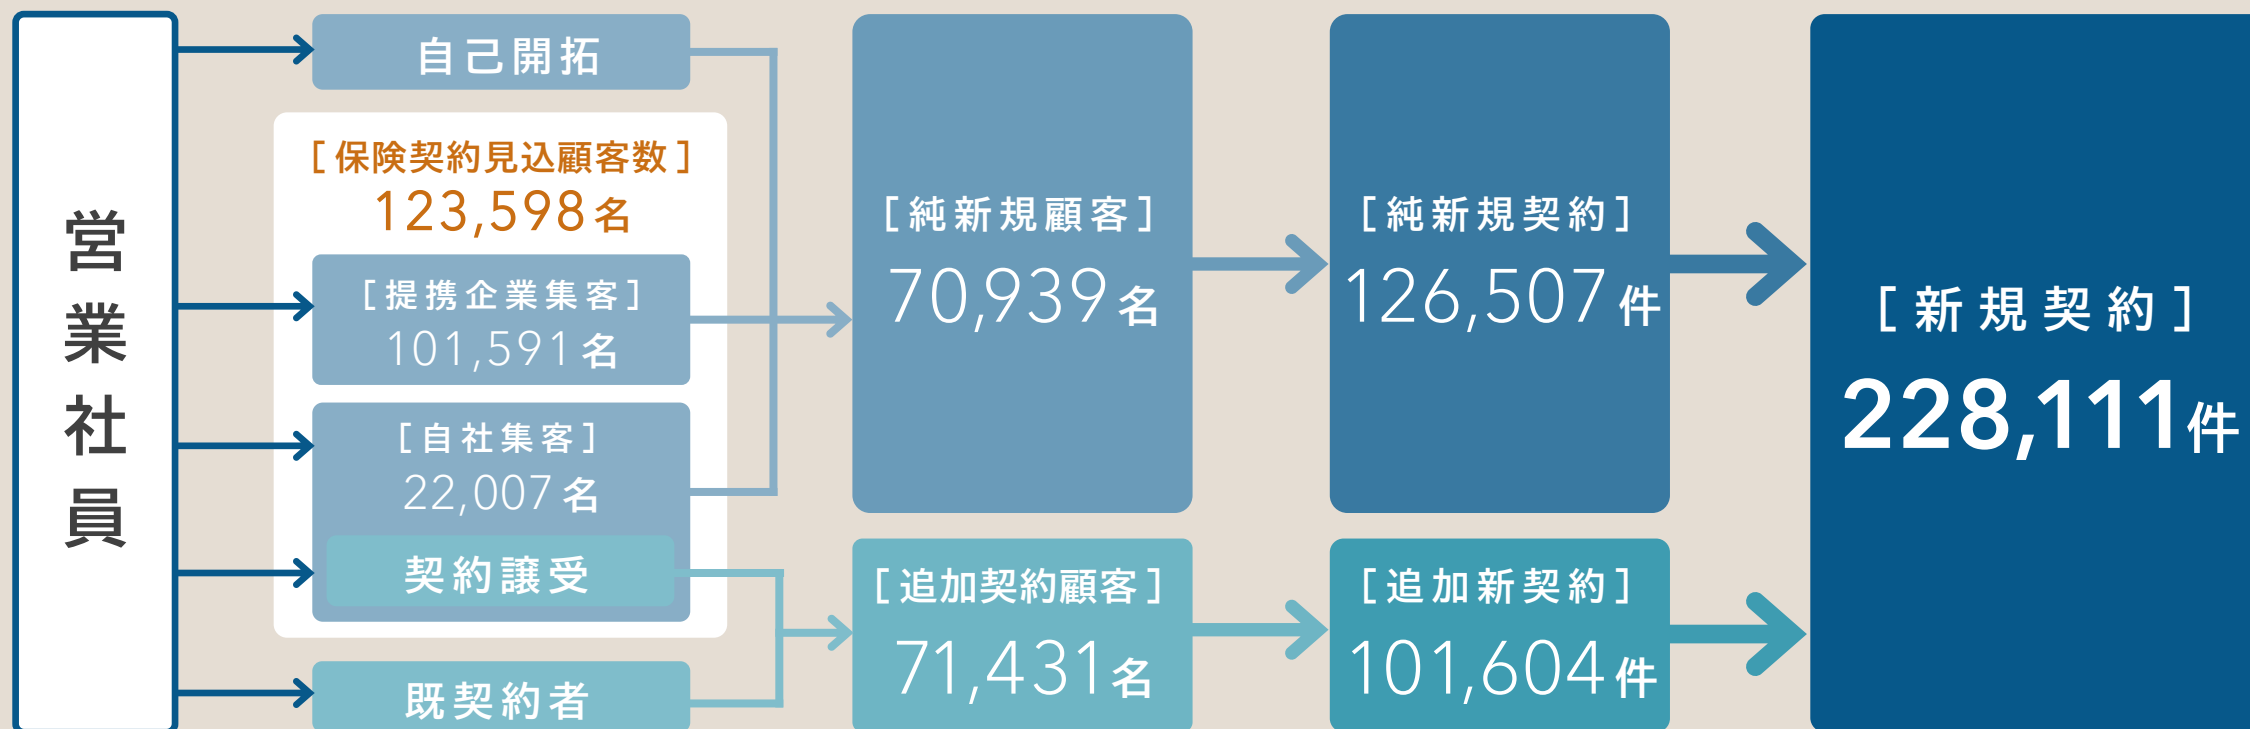 営業社員
自己開拓
[保険契約見込顧客数]
123,598名
[提携企業集客]
101,591名
[自社集客]
22,007名
契約譲受
既契約者
[純新規顧客]
70,939名
[追加契約顧客]
71,431名
[純新規契約]
126,507件
[追加新契約]
101,604件
[新規契約]
228,111件